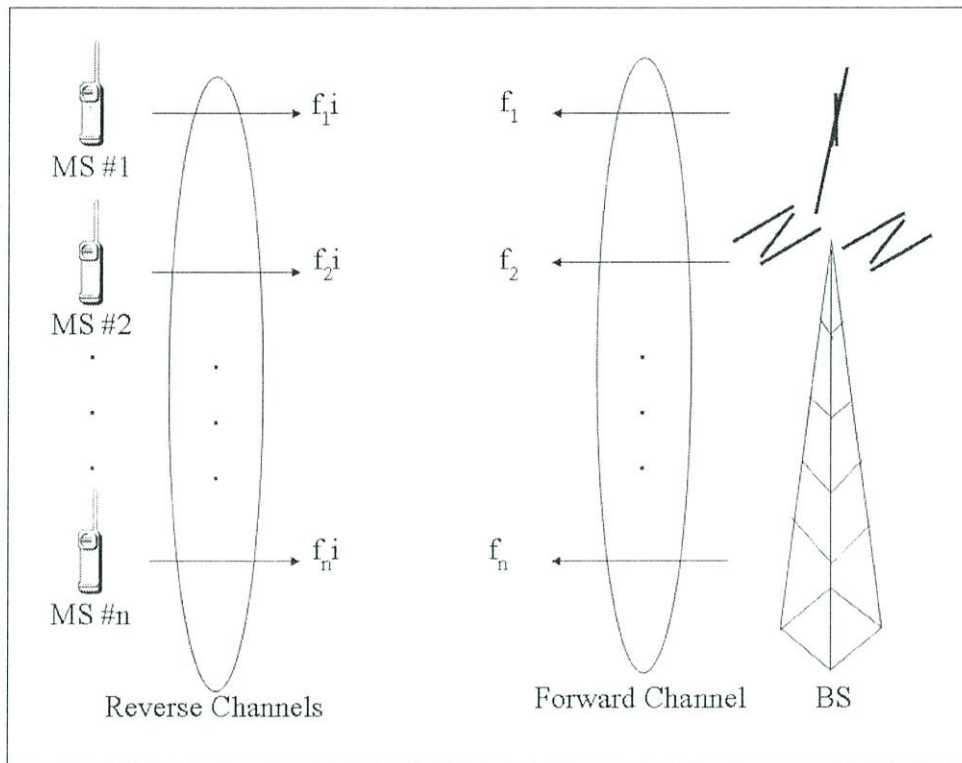 f₁i
f₁
MS #1
f₂i
f₂
MS #2
fₙi
fₙ
MS #n
Reverse Channels
Forward Channel
BS